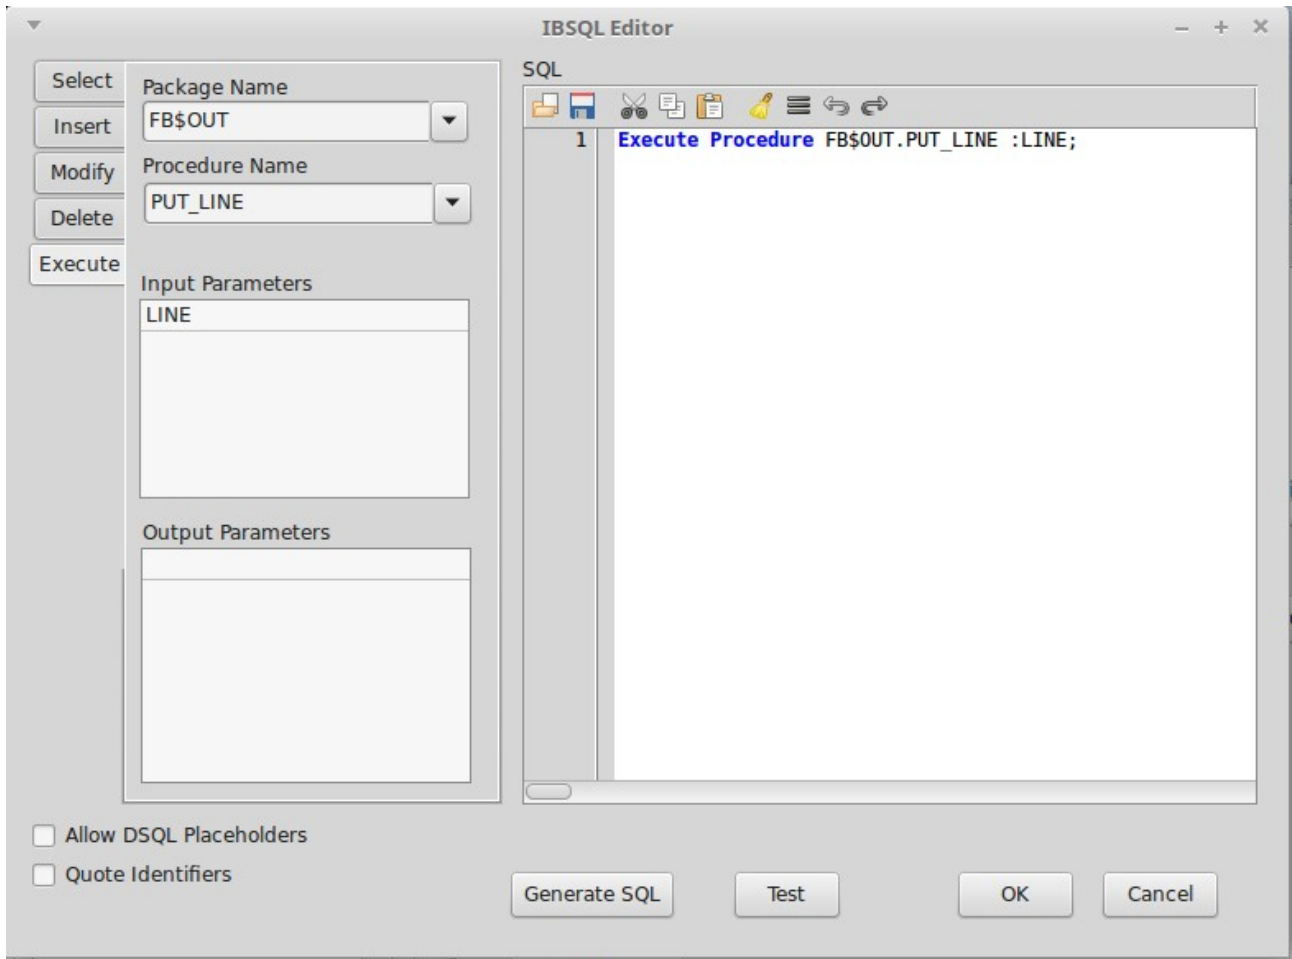 IBSQL Editor
Select
Insert
Modify
Delete
Execute
Package Name
FB$OUT
Procedure Name
PUT_LINE
Input Parameters
LINE
Output Parameters
SQL
1 Execute Procedure FB$OUT.PUT_LINE :LINE;
Allow DSQL Placeholders
Quote Identifiers
Generate SQL
Test
OK
Cancel